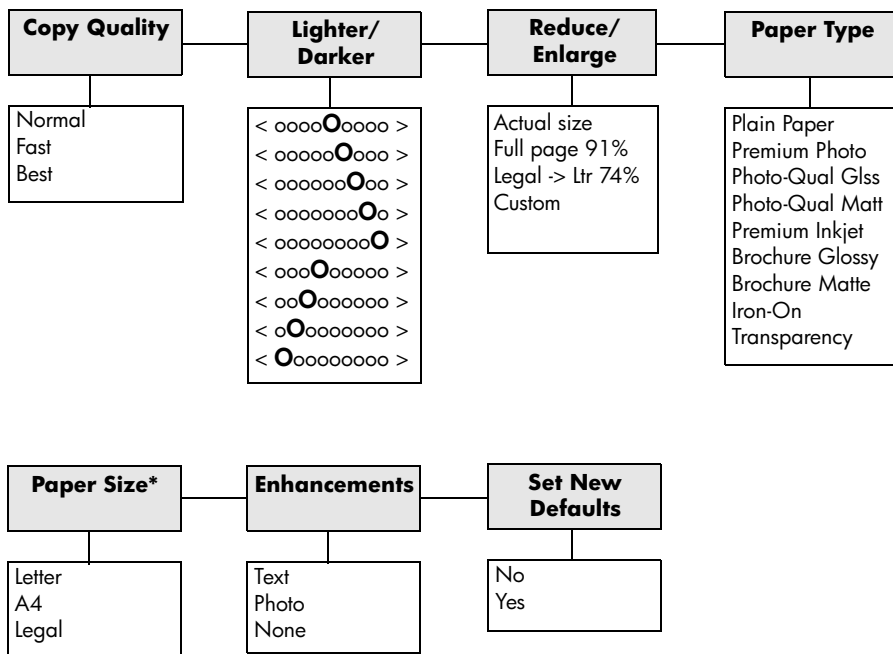 Copy Quality
Normal
Fast
Best
Lighter/
Darker
< ooooOoooo >
< oooooOooo >
< ooooooOoo >
< oooooooOo >
< ooooooooO >
< oooOooooo >
< ooOoooooo >
< oOooooooo >
< Ooooooooo >
Reduce/
Enlarge
Actual size
Full page 91%
Legal -> Ltr 74%
Custom
Paper Type
Plain Paper
Premium Photo
Photo-Qual Glss
Photo-Qual Matt
Premium Inkjet
Brochure Glossy
Brochure Matte
Iron-On
Transparency
Paper Size*
Letter
A4
Legal
Enhancements
Text
Photo
None
Set New
Defaults
No
Yes